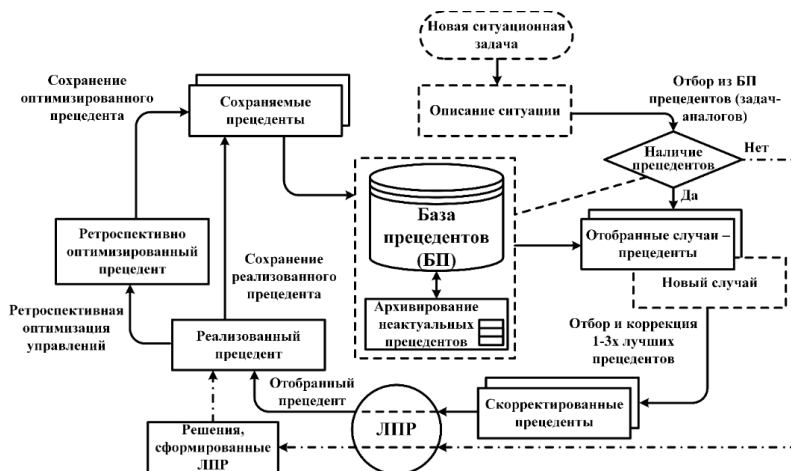 Новая ситуационная
задача
Сохранение
оптимизированного
прецедента
Сохраняемые
прецеденты
Описание ситуации
Отбор из БП
прецедентов (задач-
аналогов)
Наличие
прецедентов
Нет
Да
База
прецедентов
(БП)
Ретроспективно
оптимизированный
прецедент
Отобранные случаи –
прецеденты
Сохранение
реализованного
прецедента
Новый случай
Ретроспективная
оптимизация
управлений
Архивирование
неактуальных
прецедентов
Реализованный
прецедент
Отбор и коррекция
1-3х лучших
прецедентов
Отобранный
прецедент
Скорректированные
прецеденты
ЛПР
Решения,
сформированные
ЛПР